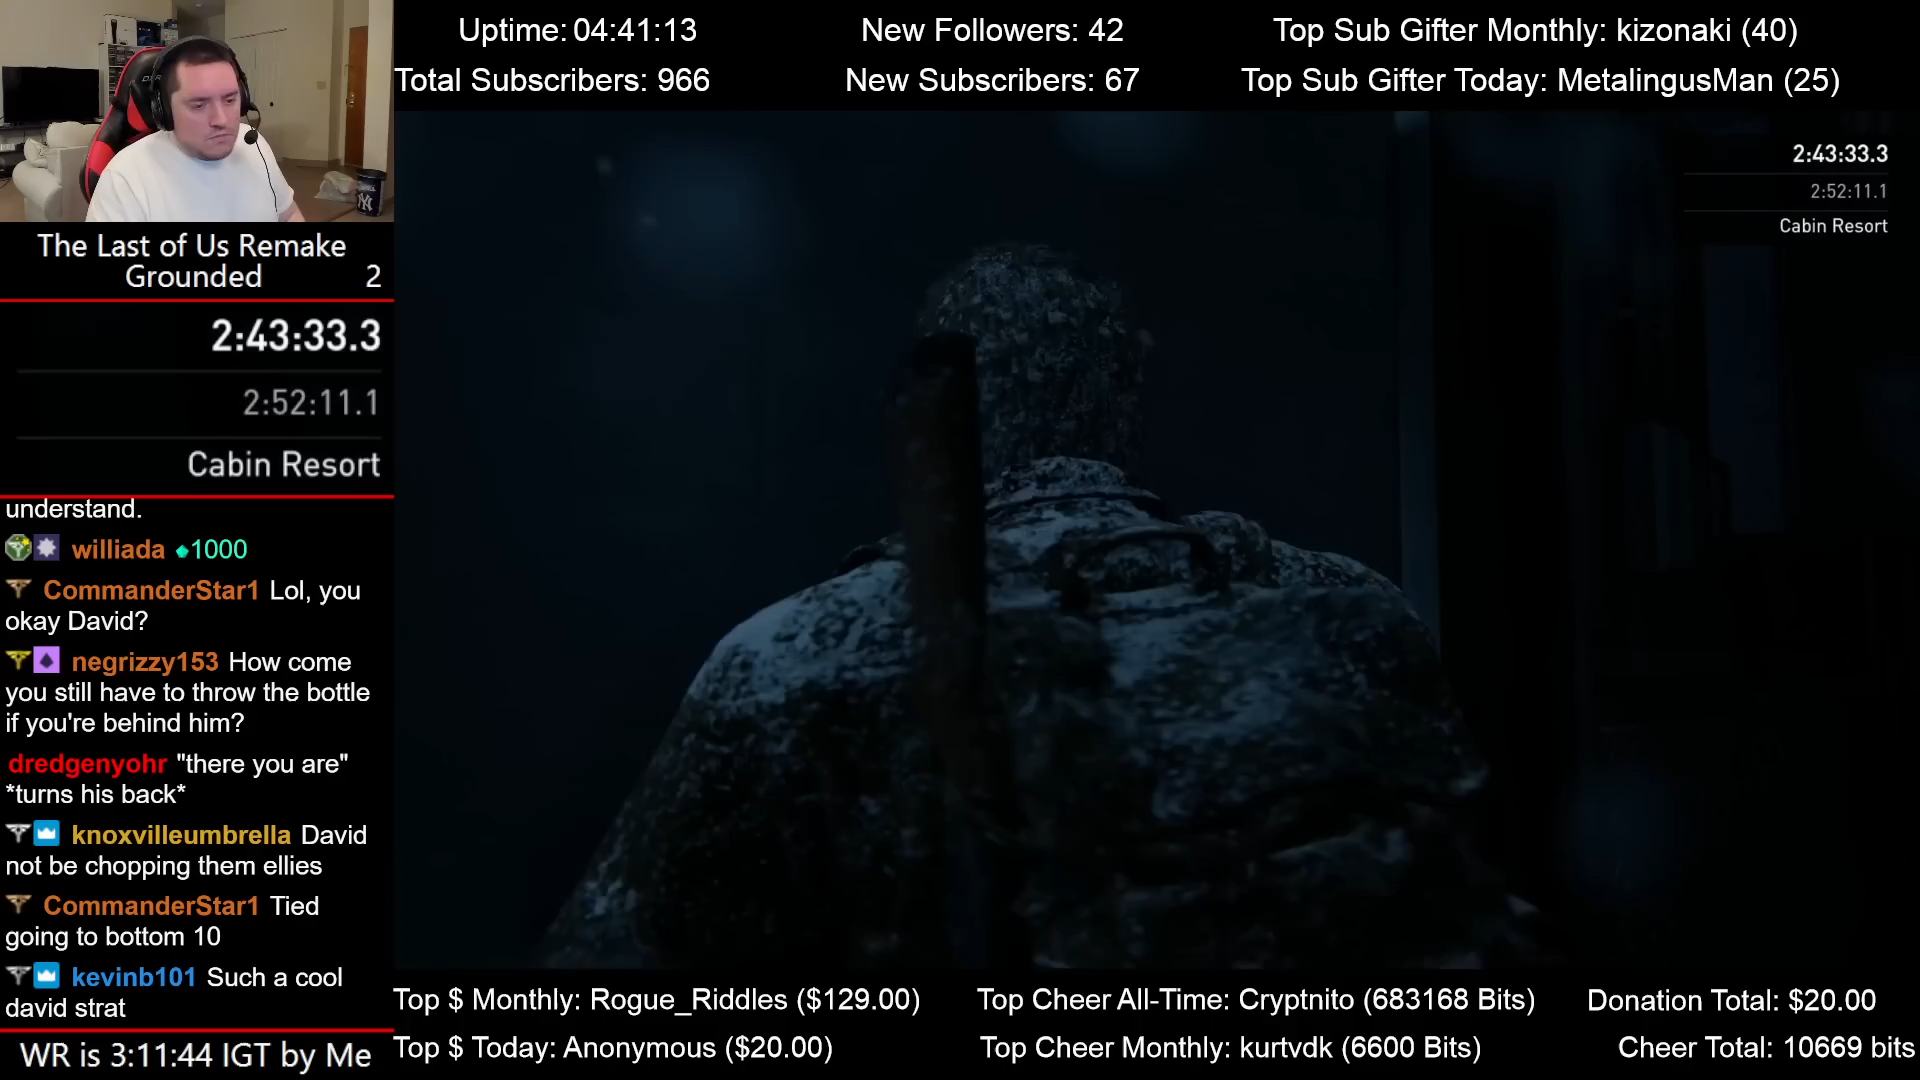 Uptime: 04:41:13
New Followers: 42
Top Sub Gifter Monthly: kizonaki (40)
Total Subscribers: 966
New Subscribers: 67
Top Sub Gifter Today: MetalingusMan (25)
2:43:33.3
2:52:11.1
Cabin Resort
The Last of Us Remake
Grounded 2
2:43:33.3
2:52:11.1
Cabin Resort
understand.
williada 1000
CommanderStar1 Lol, you
okay David?
negrizzy153 How come
you still have to throw the bottle
if you're behind him?
dredgenyohr "there you are"
*turns his back*
knoxvilleumbrella David
not be chopping them ellies
CommanderStar1 Tied
going to bottom 10
kevinb101 Such a cool
david strat
WR is 3:11:44 IGT by Me
Top $ Monthly: Rogue_Riddles ($129.00)
Top Cheer All-Time: Cryptnito (683168 Bits)
Donation Total: $20.00
Top $ Today: Anonymous ($20.00)
Top Cheer Monthly: kurtvdk (6600 Bits)
Cheer Total: 10669 bits